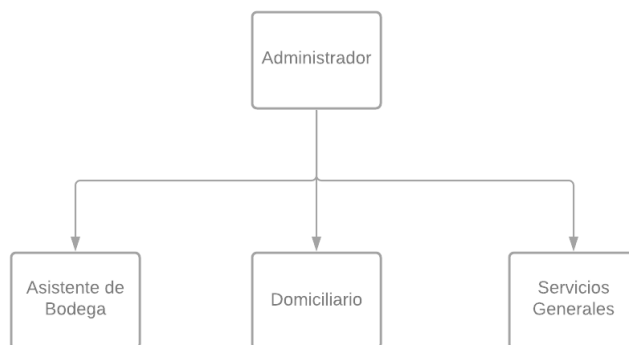 Administrador
Asistente de
Bodega
Domiciliario
Servicios
Generales